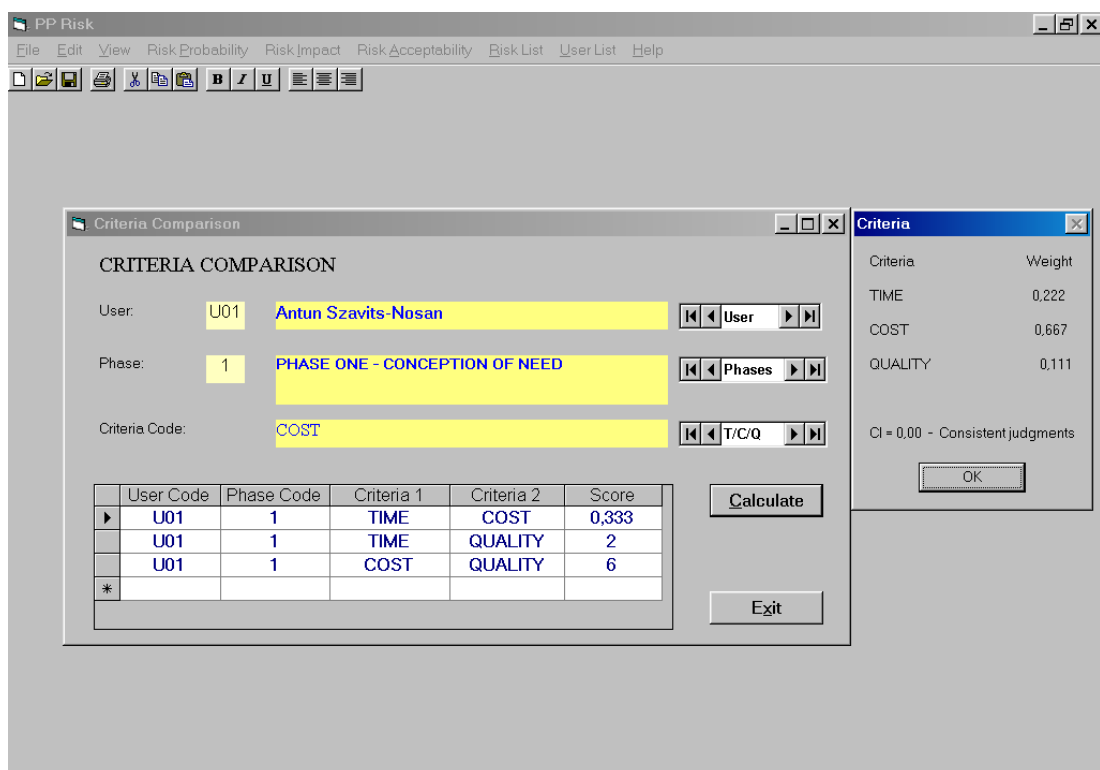 PP Risk
File Edit View Risk Probability Risk Impact Risk Acceptability Risk List User List Help
B I U
Criteria Comparison
CRITERIA COMPARISON
User: U01 Antun Szavits-Nosan User
Phase: 1 PHASE ONE - CONCEPTION OF NEED Phases
Criteria Code: COST T/C/Q
User Code Phase Code Criteria 1 Criteria 2 Score
U01 1 TIME COST 0,333
U01 1 TIME QUALITY 2
U01 1 COST QUALITY 6
Calculate
Exit
Criteria
Criteria Weight
TIME 0,222
COST 0,667
QUALITY 0,111
CI = 0,00 - Consistent judgments
OK